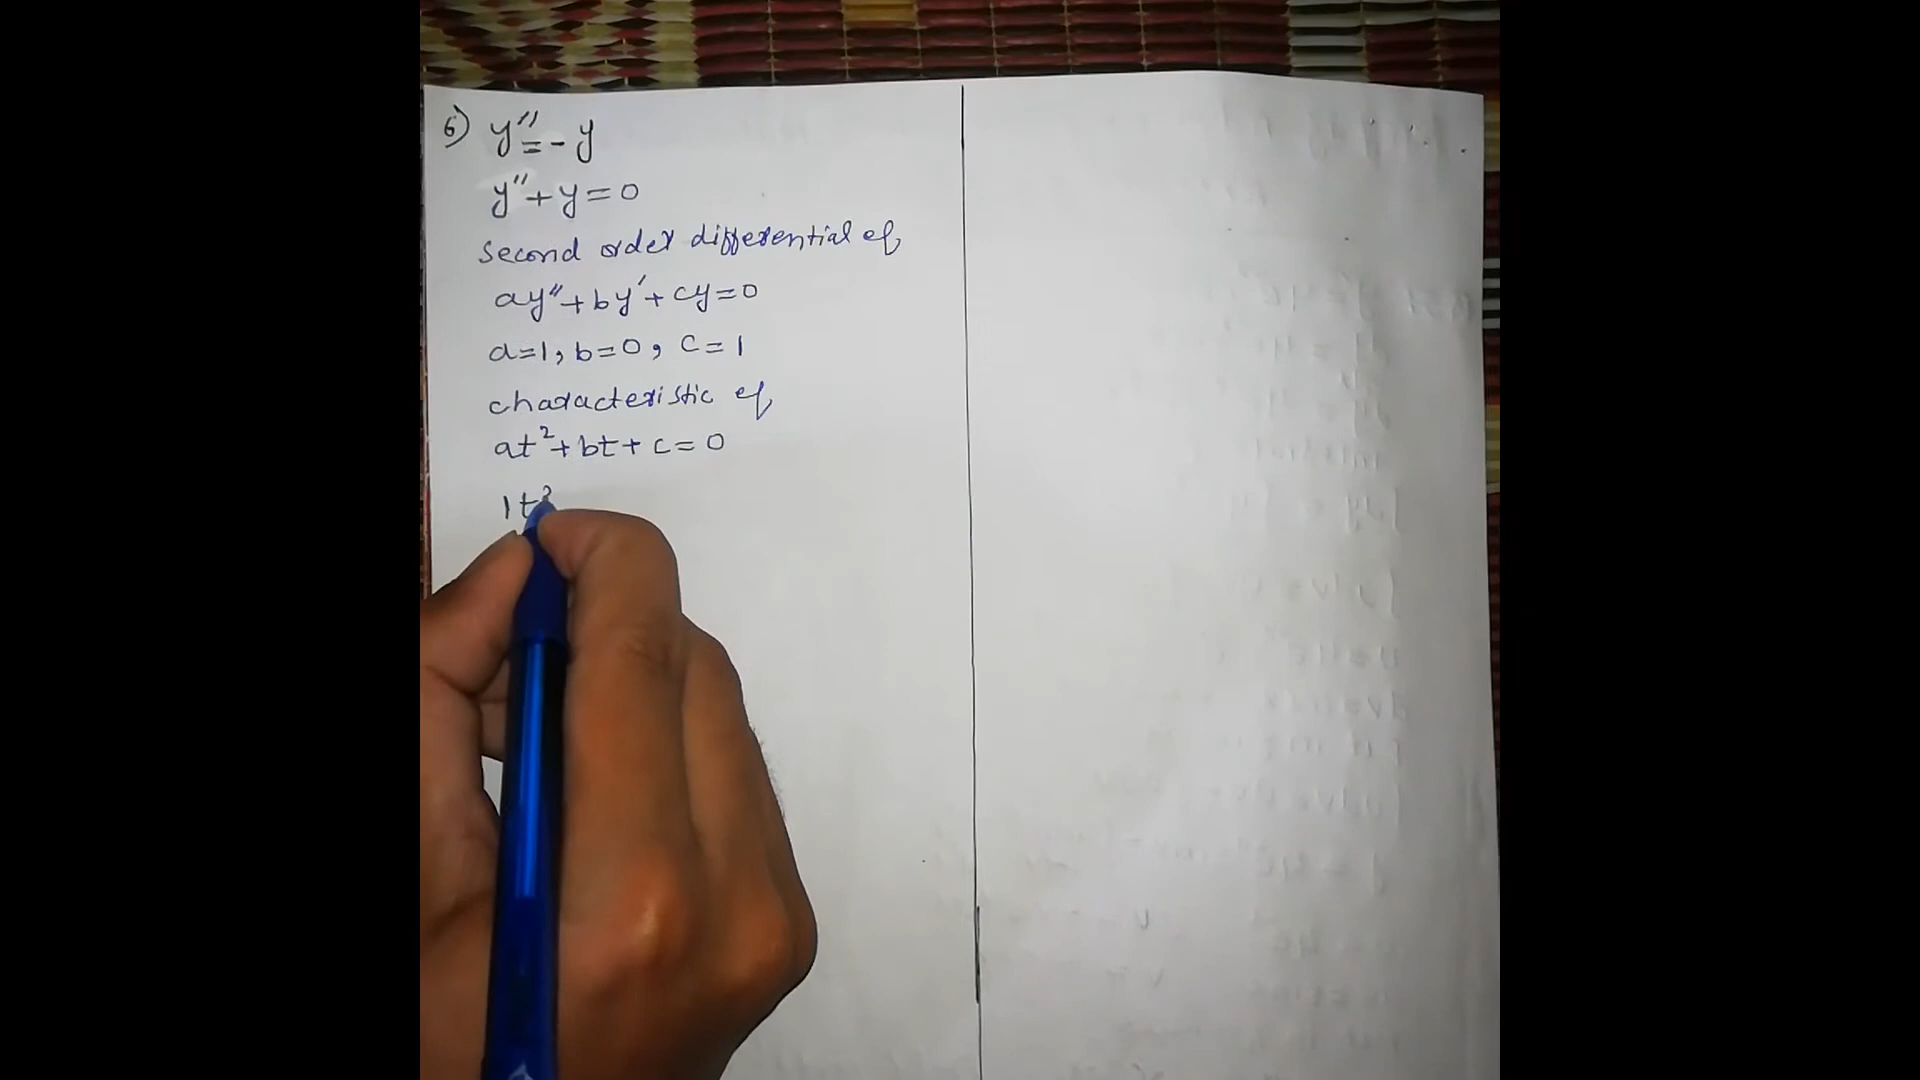 6) y'' = - y
y'' + y = 0
second order differential eq
ay'' + by' + cy = 0
a=1, b=0, c=1
characteristic eq
at² + bt + c = 0
1t²